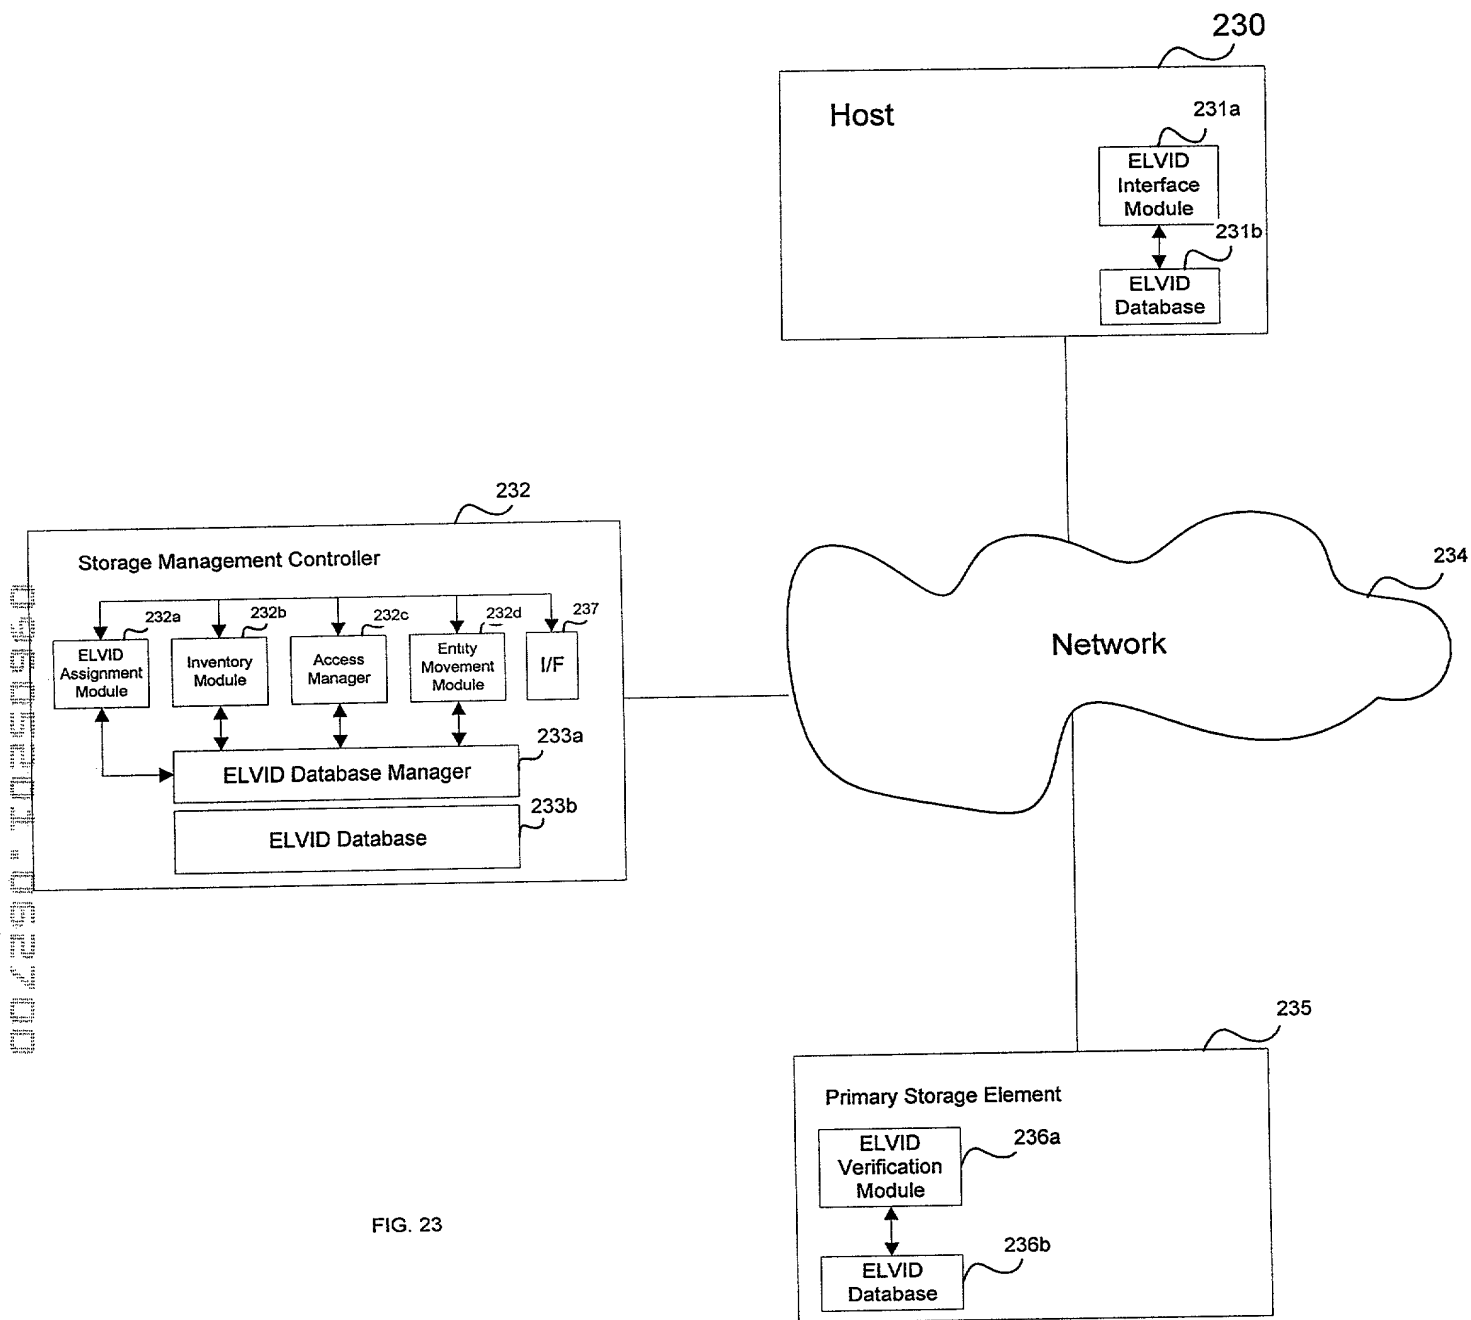 230
Host
231a
ELVID
Interface
Module
231b
ELVID
Database
232
Storage Management Controller
232a
232b
232c
232d
237
ELVID
Assignment
Module
Inventory
Module
Access
Manager
Entity
Movement
Module
I/F
233a
ELVID Database Manager
233b
ELVID Database
234
Network
235
Primary Storage Element
ELVID
Verification
Module
236a
236b
ELVID
Database
FIG. 23